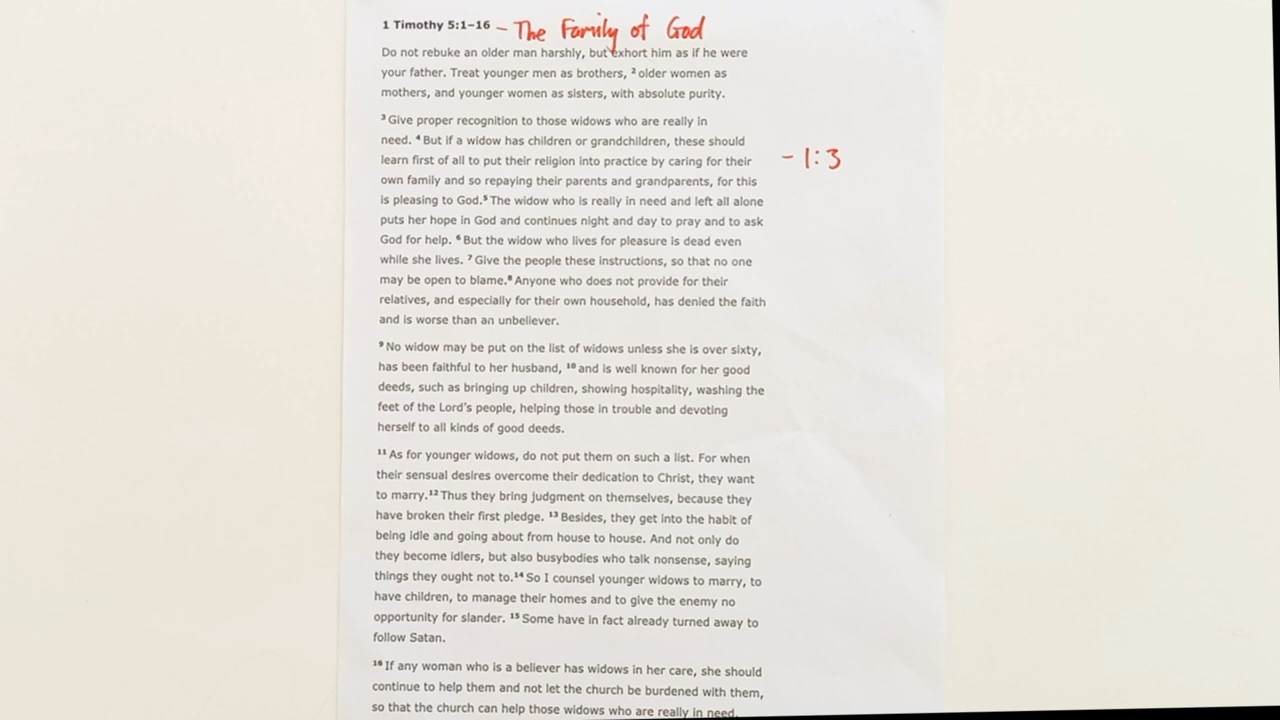 1 Timothy 5:1–16 – The Family of God
Do not rebuke an older man harshly, but exhort him as if he were
your father. Treat younger men as brothers, ² older women as
mothers, and younger women as sisters, with absolute purity.
³ Give proper recognition to those widows who are really in
need. ⁴ But if a widow has children or grandchildren, these should
learn first of all to put their religion into practice by caring for their
own family and so repaying their parents and grandparents, for this
is pleasing to God.⁵ The widow who is really in need and left all alone
puts her hope in God and continues night and day to pray and to ask
God for help. ⁶ But the widow who lives for pleasure is dead even
while she lives. ⁷ Give the people these instructions, so that no one
may be open to blame.⁸ Anyone who does not provide for their
relatives, and especially for their own household, has denied the faith
and is worse than an unbeliever.
– 1:3
⁹ No widow may be put on the list of widows unless she is over sixty,
has been faithful to her husband, ¹⁰ and is well known for her good
deeds, such as bringing up children, showing hospitality, washing the
feet of the Lord's people, helping those in trouble and devoting
herself to all kinds of good deeds.
¹¹ As for younger widows, do not put them on such a list. For when
their sensual desires overcome their dedication to Christ, they want
to marry.¹² Thus they bring judgment on themselves, because they
have broken their first pledge. ¹³ Besides, they get into the habit of
being idle and going about from house to house. And not only do
they become idlers, but also busybodies who talk nonsense, saying
things they ought not to.¹⁴ So I counsel younger widows to marry, to
have children, to manage their homes and to give the enemy no
opportunity for slander. ¹⁵ Some have in fact already turned away to
follow Satan.
¹⁶ If any woman who is a believer has widows in her care, she should
continue to help them and not let the church be burdened with them,
so that the church can help those widows who are really in need.